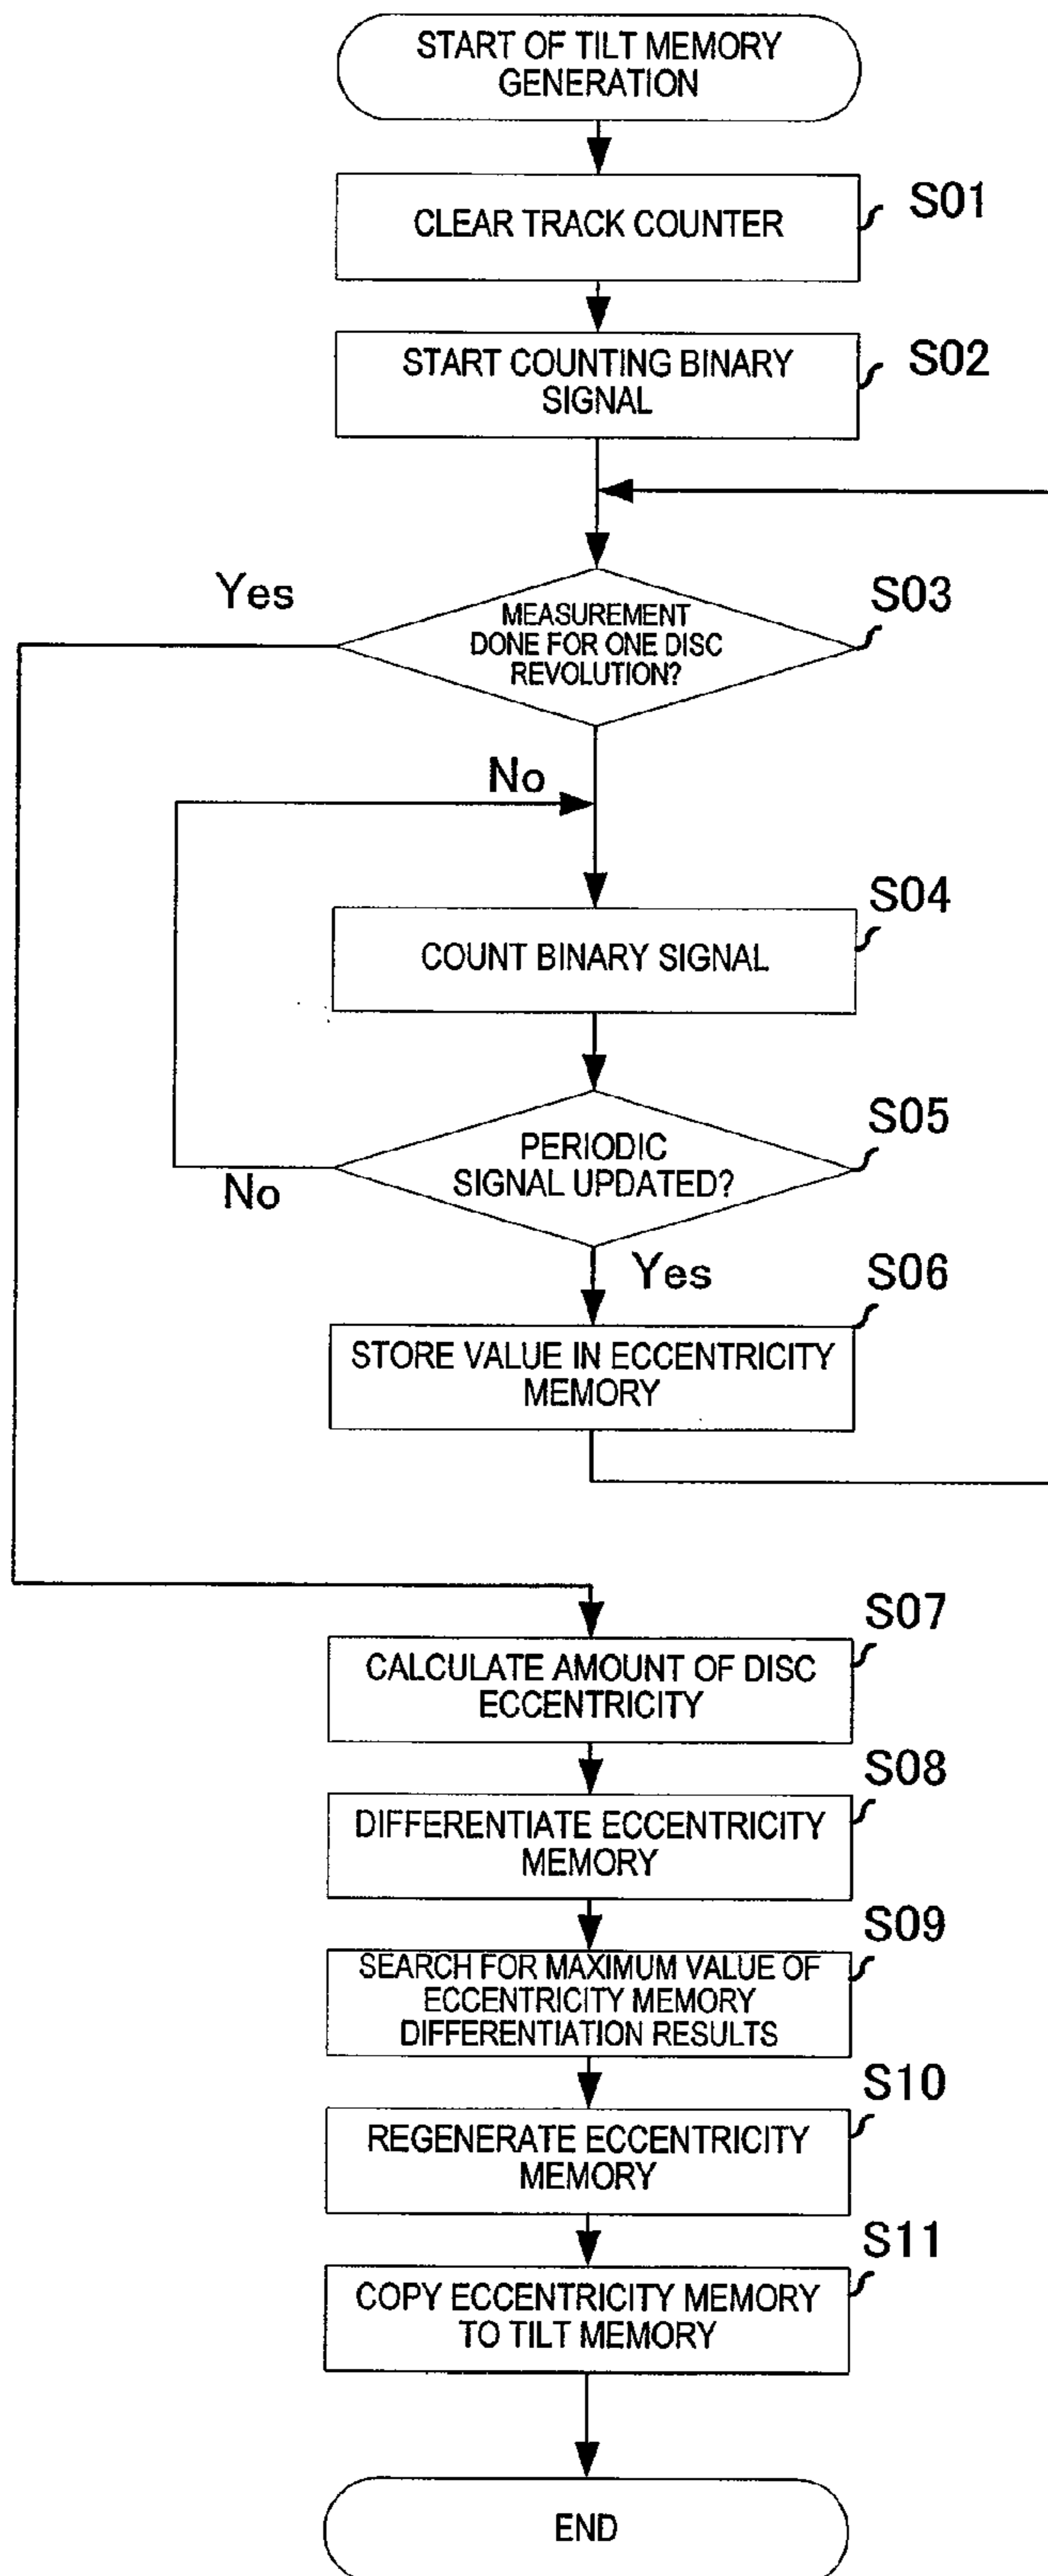 START OF TILT MEMORY
GENERATION
CLEAR TRACK COUNTER
S01
START COUNTING BINARY
SIGNAL
S02
Yes
MEASUREMENT
DONE FOR ONE DISC
REVOLUTION?
S03
No
COUNT BINARY SIGNAL
S04
PERIODIC
SIGNAL UPDATED?
S05
No
Yes
STORE VALUE IN ECCENTRICITY
MEMORY
S06
CALCULATE AMOUNT OF DISC
ECCENTRICITY
S07
DIFFERENTIATE ECCENTRICITY
MEMORY
S08
SEARCH FOR MAXIMUM VALUE OF
ECCENTRICITY MEMORY
DIFFERENTIATION RESULTS
S09
REGENERATE ECCENTRICITY
MEMORY
S10
COPY ECCENTRICITY MEMORY
TO TILT MEMORY
S11
END